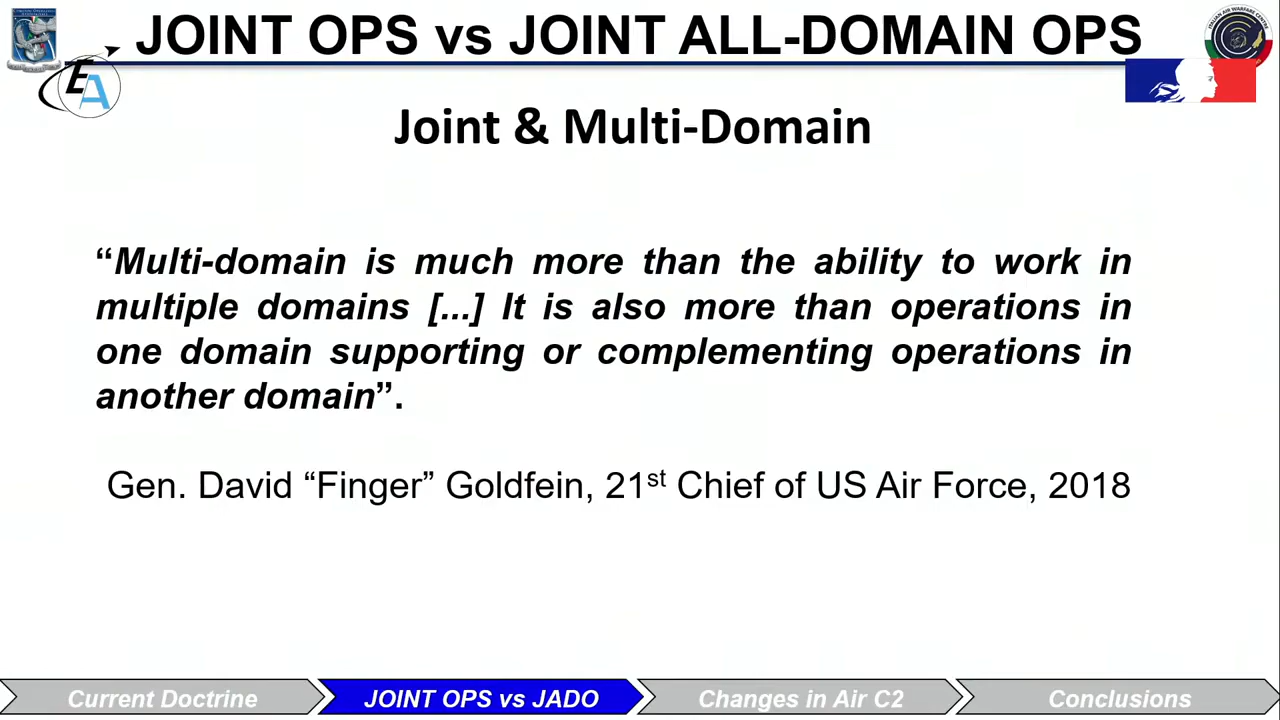 JOINT OPS vs JOINT ALL-DOMAIN OPS
EA
Joint & Multi-Domain
“Multi-domain is much more than the ability to work in
multiple domains [...] It is also more than operations in
one domain supporting or complementing operations in
another domain”.
Gen. David “Finger” Goldfein, 21st Chief of US Air Force, 2018
Current Doctrine
JOINT OPS vs JADO
Changes in Air C2
Conclusions